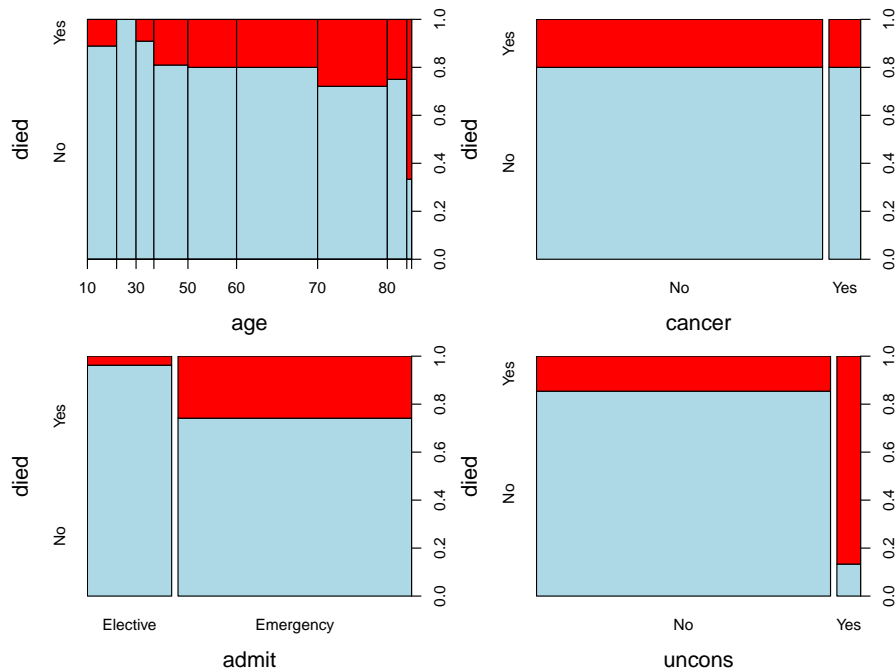 died
Yes
No
0.0 0.2 0.4 0.6 0.8 1.0
10 30 50 60 70 80
age
died
Yes
No
0.0 0.2 0.4 0.6 0.8 1.0
No Yes
cancer
died
Yes
No
0.0 0.2 0.4 0.6 0.8 1.0
Elective Emergency
admit
died
Yes
No
0.0 0.2 0.4 0.6 0.8 1.0
No Yes
uncons